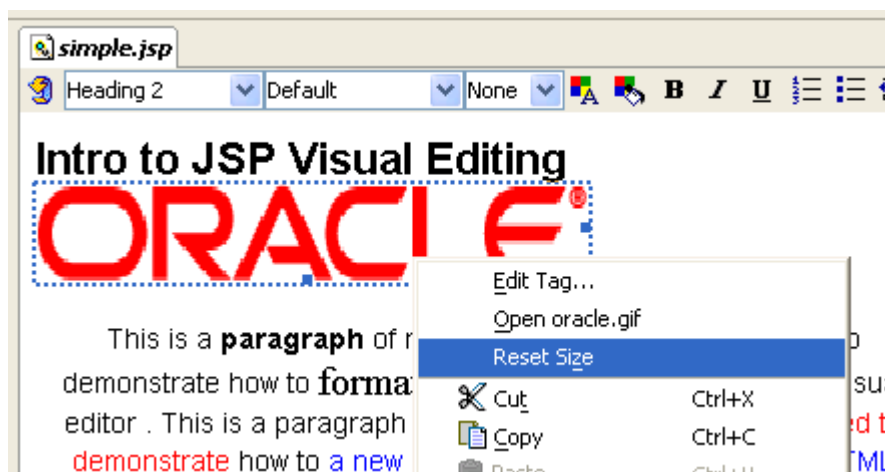 simple.jsp
Heading 2 Default None A B I U
Intro to JSP Visual Editing
ORACLE®
Edit Tag...
Open oracle.gif
Reset Size
Cut Ctrl+X
Copy Ctrl+C
Paste Ctrl+V
This is a paragraph of
demonstrate how to
editor . This is a paragraph
demonstrate how to a new